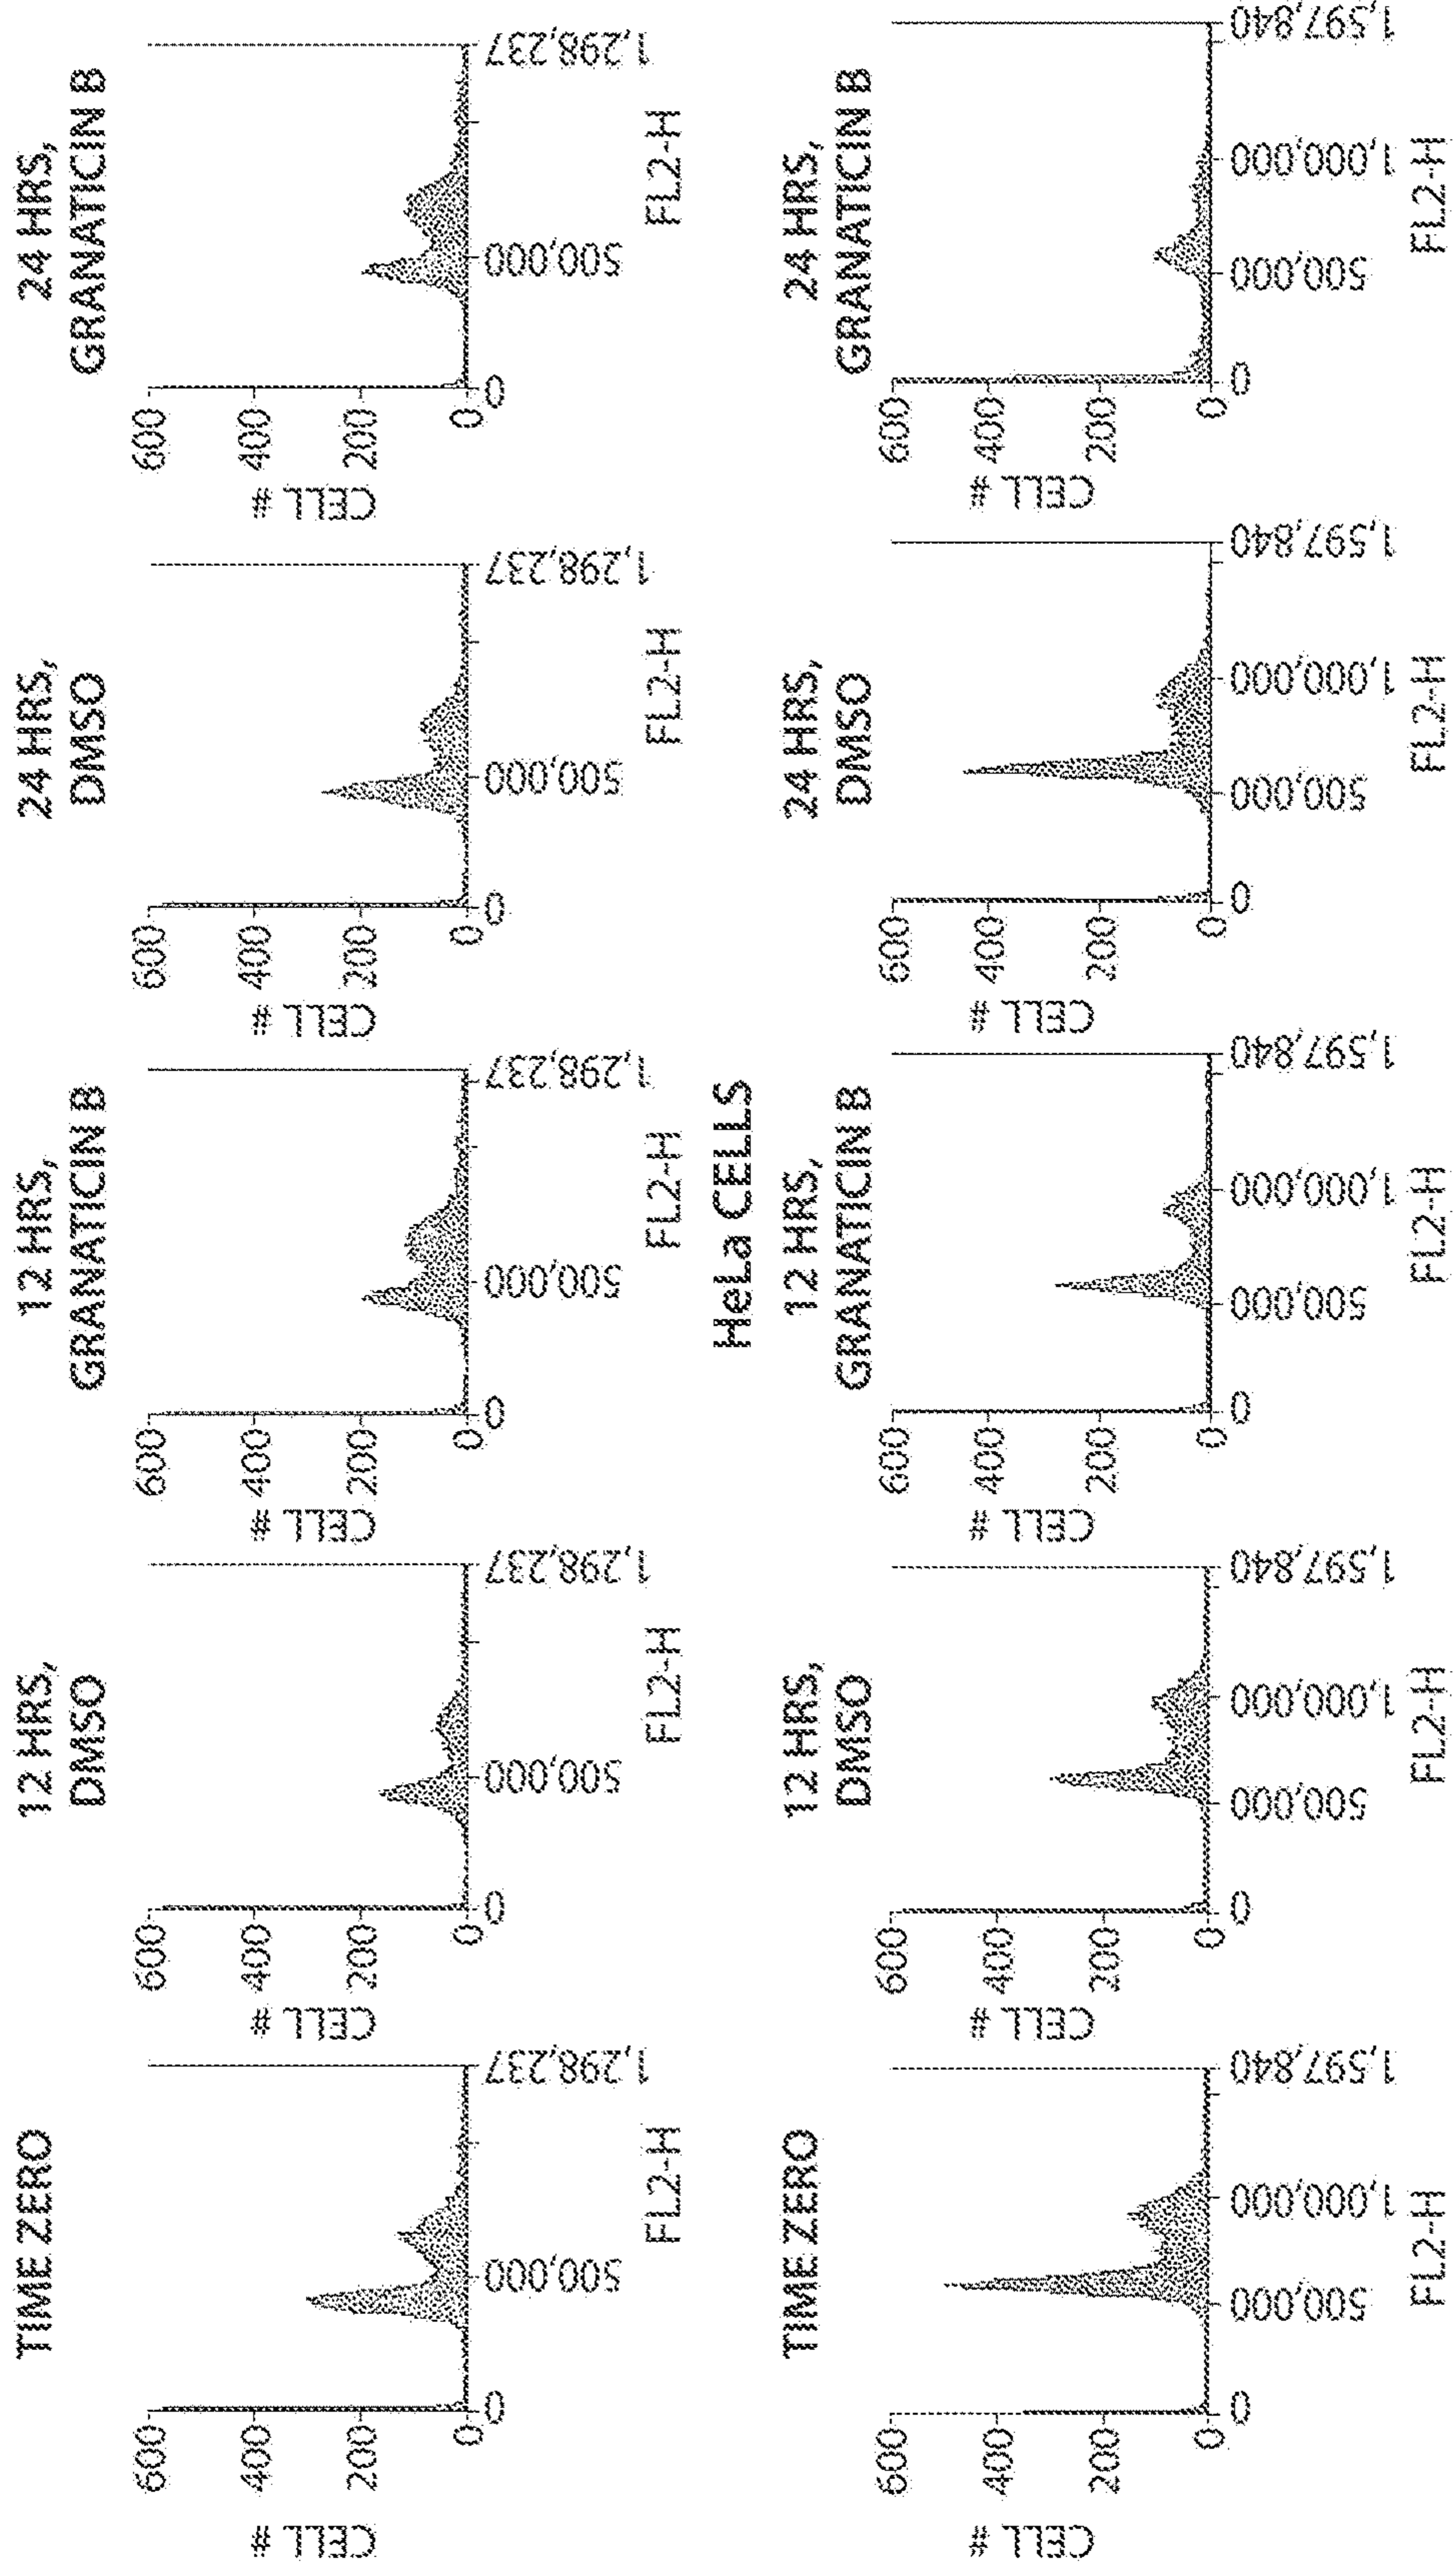 TIME ZERO
CELL #
600
400
200
0
0
500,000
1,298,237
FL2-H
12 HRS,
DMSO
CELL #
600
400
200
0
0
500,000
1,298,237
FL2-H
12 HRS,
GRANATICIN B
CELL #
600
400
200
0
0
500,000
1,298,237
FL2-H
24 HRS,
DMSO
CELL #
600
400
200
0
0
500,000
1,298,237
FL2-H
24 HRS,
GRANATICIN B
CELL #
600
400
200
0
0
500,000
1,298,237
FL2-H
HeLa CELLS
TIME ZERO
CELL #
600
400
200
0
0
500,000
1,000,000
1,597,840
FL2-H
12 HRS,
DMSO
CELL #
600
400
200
0
0
500,000
1,000,000
1,597,840
FL2-H
12 HRS,
GRANATICIN B
CELL #
600
400
200
0
0
500,000
1,000,000
1,597,840
FL2-H
24 HRS,
DMSO
CELL #
600
400
200
0
0
500,000
1,000,000
1,597,840
FL2-H
24 HRS,
GRANATICIN B
CELL #
600
400
200
0
0
500,000
1,000,000
1,597,840
FL2-H